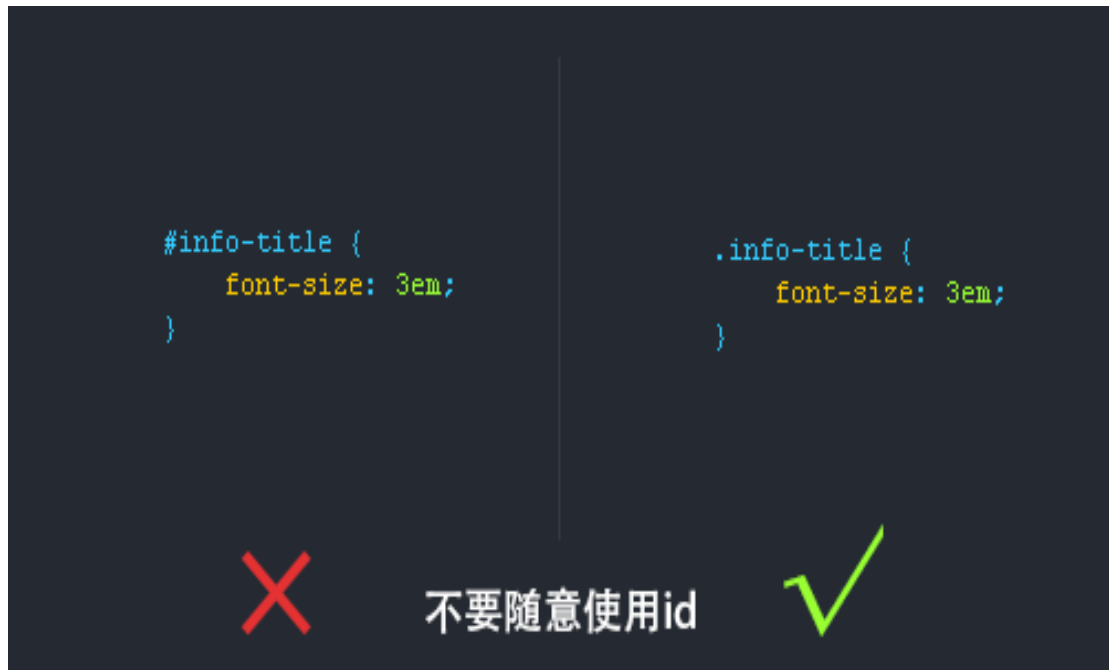 #info-title {
    font-size: 3em;
}
.info-title {
    font-size: 3em;
}
不要随意使用id